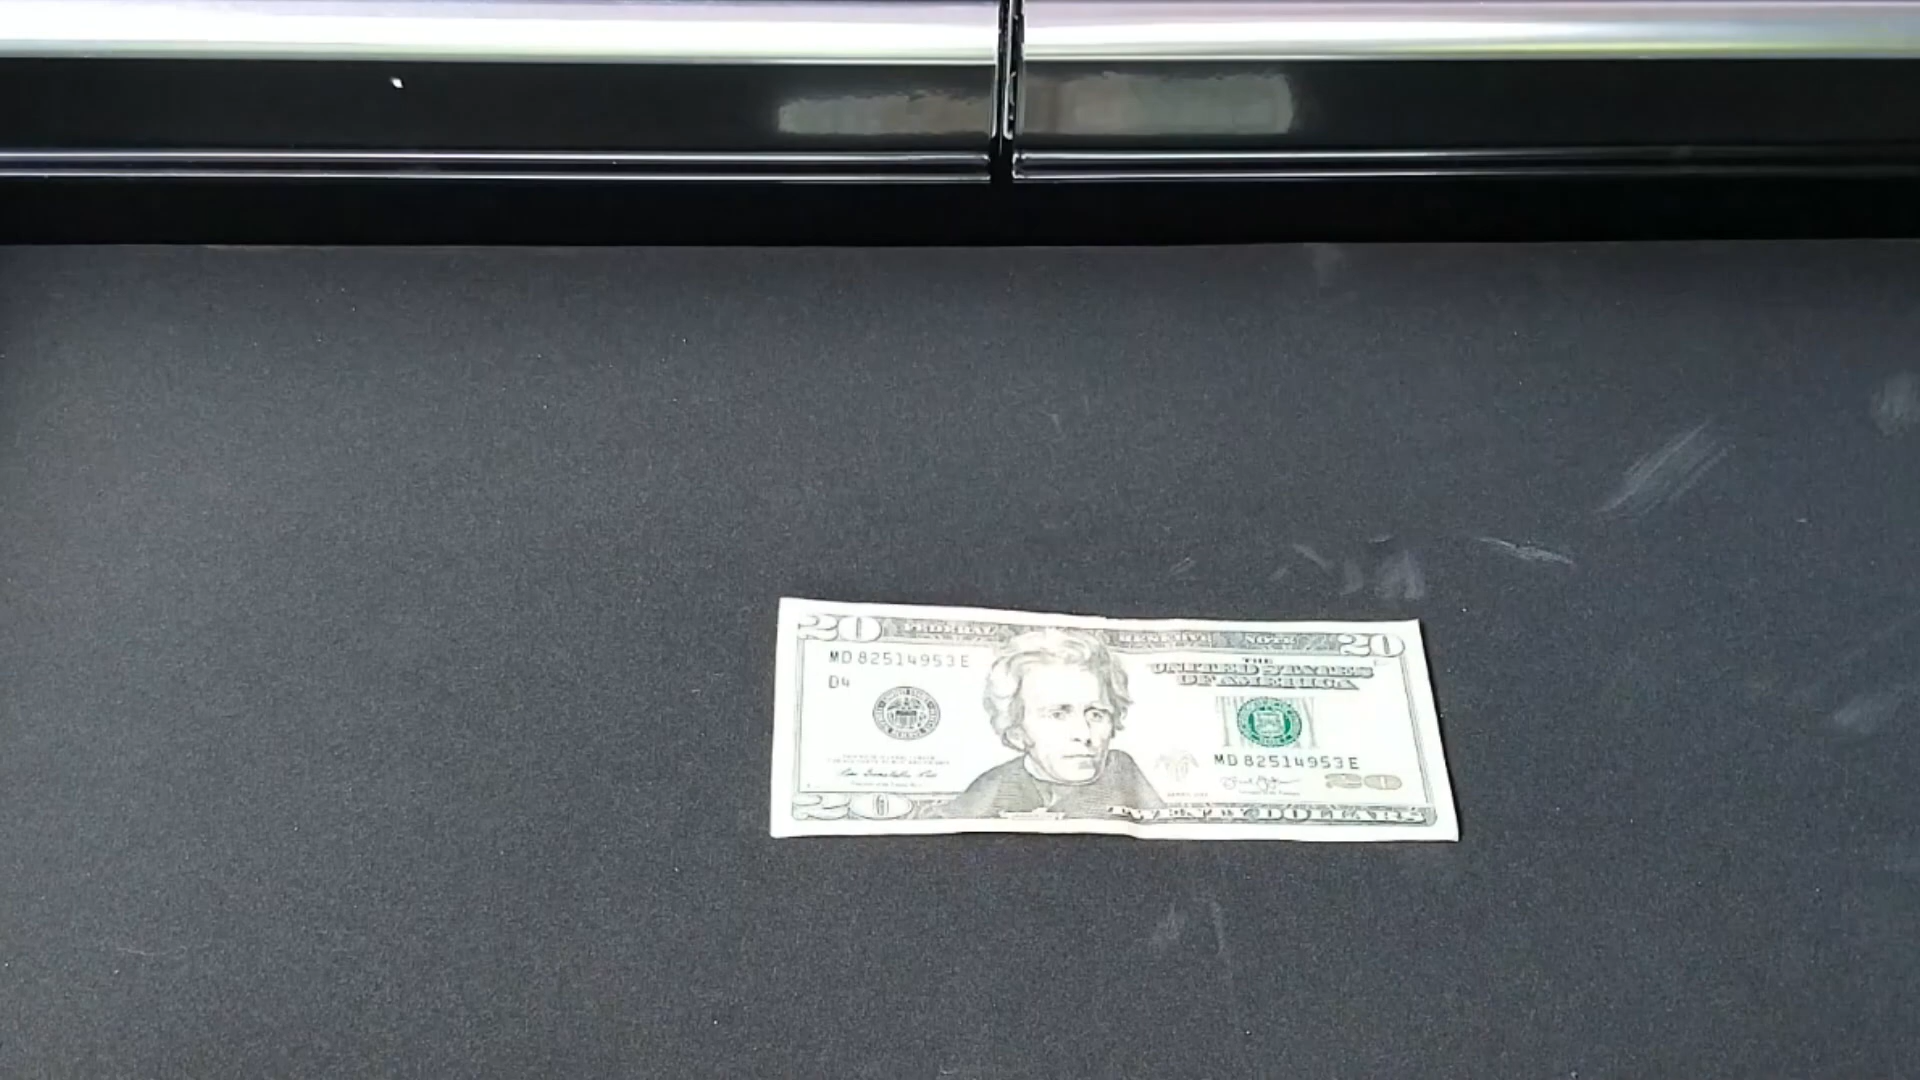 20 FEDERAL RESERVE NOTE 20
MD 82514953 E
THE
UNITED STATES
OF AMERICA
D4
MD 82514953 E
20
20 TWENTY DOLLARS